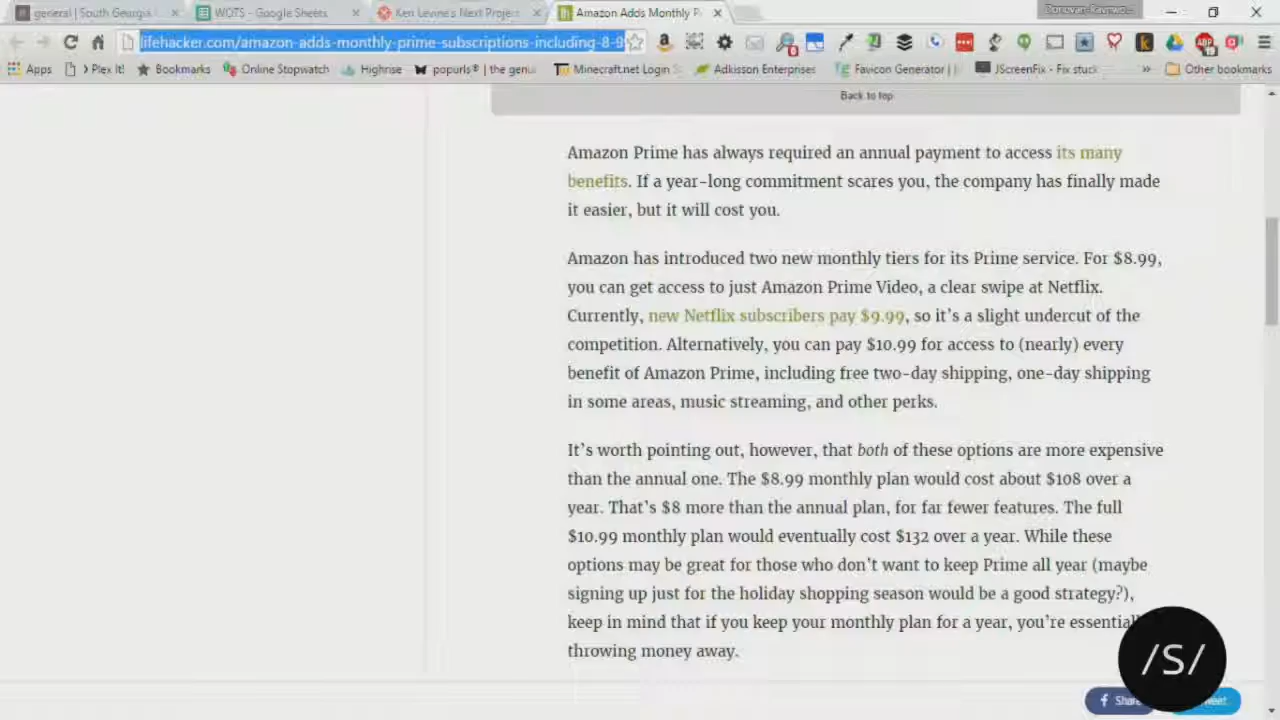 general | South Georgia
WOTS - Google Sheets
Ken Levine's Next Project
Amazon Adds Monthly P
lifehacker.com/amazon-adds-monthly-prime-subscriptions-including-8-9
Apps
Plex It!
Bookmarks
Online Stopwatch
Highrise
popurls® | the genui
Minecraft.net Login
Adkisson Enterprises
Favicon Generator |
JScreenFix - Fix stuck
»
Other bookmarks
Back to top
Amazon Prime has always required an annual payment to access its many
benefits. If a year-long commitment scares you, the company has finally made
it easier, but it will cost you.
Amazon has introduced two new monthly tiers for its Prime service. For $8.99,
you can get access to just Amazon Prime Video, a clear swipe at Netflix.
Currently, new Netflix subscribers pay $9.99, so it's a slight undercut of the
competition. Alternatively, you can pay $10.99 for access to (nearly) every
benefit of Amazon Prime, including free two-day shipping, one-day shipping
in some areas, music streaming, and other perks.
It's worth pointing out, however, that both of these options are more expensive
than the annual one. The $8.99 monthly plan would cost about $108 over a
year. That's $8 more than the annual plan, for far fewer features. The full
$10.99 monthly plan would eventually cost $132 over a year. While these
options may be great for those who don't want to keep Prime all year (maybe
signing up just for the holiday shopping season would be a good strategy?),
keep in mind that if you keep your monthly plan for a year, you're essentiall
throwing money away.
/S/
Share
weet